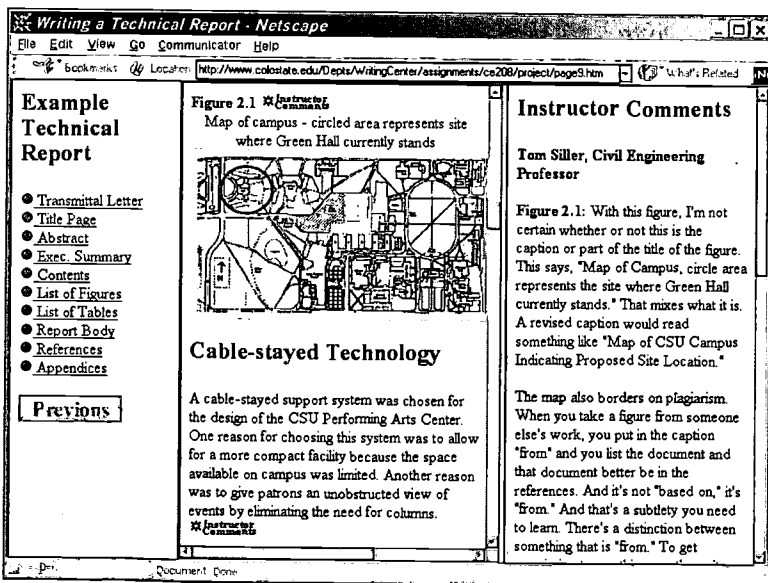 Writing a Technical Report - Netscape
File Edit View Go Communicator Help
Bookmarks Location http://www.colostate.edu/Depts/WritingCenter/assignments/ce208/project/page9.htm What's Related
Example
Technical
Report
Transmittal Letter
Title Page
Abstract
Exec. Summary
Contents
List of Figures
List of Tables
Report Body
References
Appendices
Previous
Figure 2.1 Instructor Comments
Map of campus - circled area represents site
where Green Hall currently stands
N
Cable-stayed Technology
A cable-stayed support system was chosen for
the design of the CSU Performing Arts Center.
One reason for choosing this system was to allow
for a more compact facility because the space
available on campus was limited. Another reason
was to give patrons an unobstructed view of
events by eliminating the need for columns.
Instructor Comments
Instructor Comments
Tom Siller, Civil Engineering
Professor
Figure 2.1: With this figure, I'm not
certain whether or not this is the
caption or part of the title of the figure.
This says, "Map of Campus, circle area
represents the site where Green Hall
currently stands." That mixes what it is.
A revised caption would read
something like "Map of CSU Campus
Indicating Proposed Site Location."
The map also borders on plagiarism.
When you take a figure from someone
else's work, you put in the caption
"from" and you list the document and
that document better be in the
references. And it's not "based on," it's
"from." And that's a subtlety you need
to learn. There's a distinction between
something that is "from." To get
Document Done